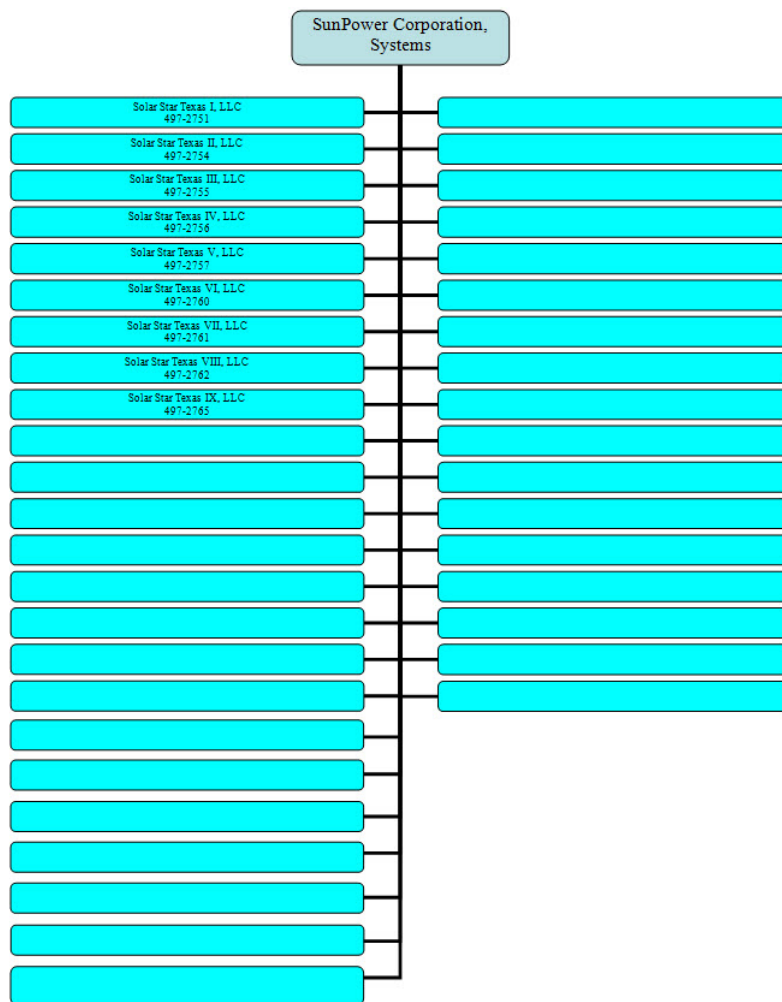 SunPower Corporation,
Systems
Solar Star Texas I, LLC
497-2751
Solar Star Texas II, LLC
497-2754
Solar Star Texas III, LLC
497-2755
Solar Star Texas IV, LLC
497-2756
Solar Star Texas V, LLC
497-2757
Solar Star Texas VI, LLC
497-2760
Solar Star Texas VII, LLC
497-2761
Solar Star Texas VIII, LLC
497-2762
Solar Star Texas IX, LLC
497-2765